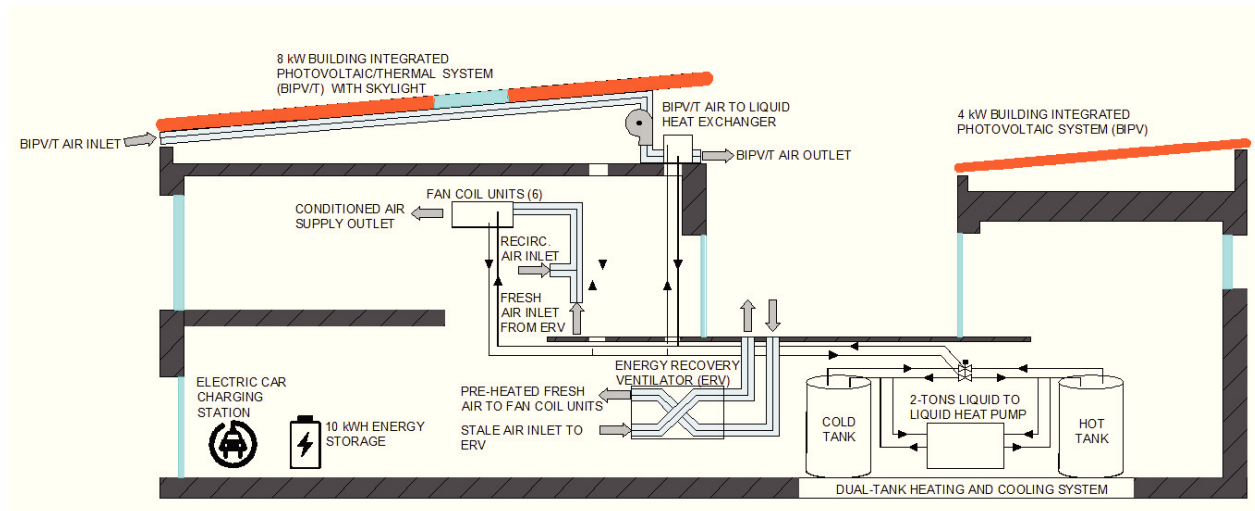 8 kW BUILDING INTEGRATED
PHOTOVOLTAIC/THERMAL SYSTEM
(BIPV/T) WITH SKYLIGHT
BIPV/T AIR INLET
BIPV/T AIR TO LIQUID
HEAT EXCHANGER
BIPV/T AIR OUTLET
4 kW BUILDING INTEGRATED
PHOTOVOLTAIC SYSTEM (BIPV)
FAN COIL UNITS (6)
CONDITIONED AIR
SUPPLY OUTLET
RECIRC.
AIR INLET
FRESH
AIR INLET
FROM ERV
ENERGY RECOVERY
VENTILATOR (ERV)
PRE-HEATED FRESH
AIR TO FAN COIL UNITS
STALE AIR INLET TO
ERV
ELECTRIC CAR
CHARGING
STATION
10 kWH ENERGY
STORAGE
COLD
TANK
2-TONS LIQUID TO
LIQUID HEAT PUMP
HOT
TANK
DUAL-TANK HEATING AND COOLING SYSTEM